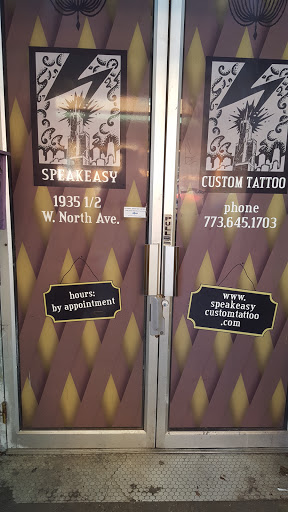 SPEAKEASY
1935 1/2
W. North Ave.
hours:
by appointment
CUSTOM TATTOO
phone
773.645.1703
www.
speakeasy
customtattoo
.com